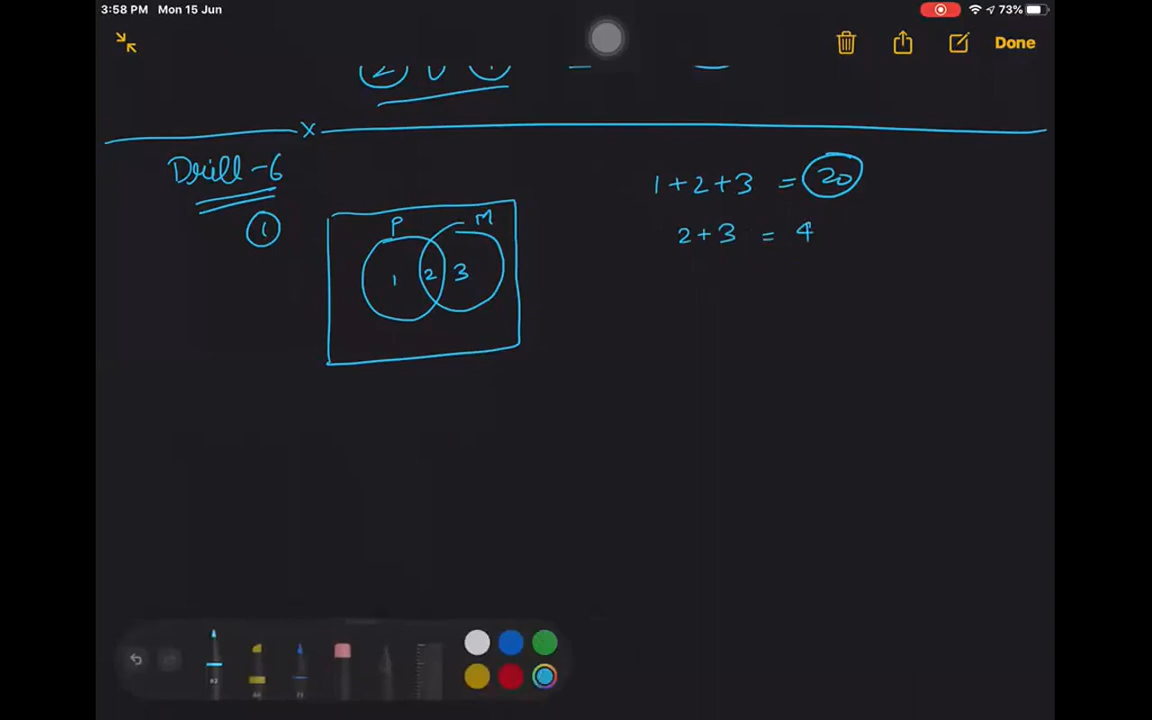 3:58 PM Mon 15 Jun 73%
Done
x
Drill-6
1+2+3 = 20
1
P M
2+3 = 4
1 2 3